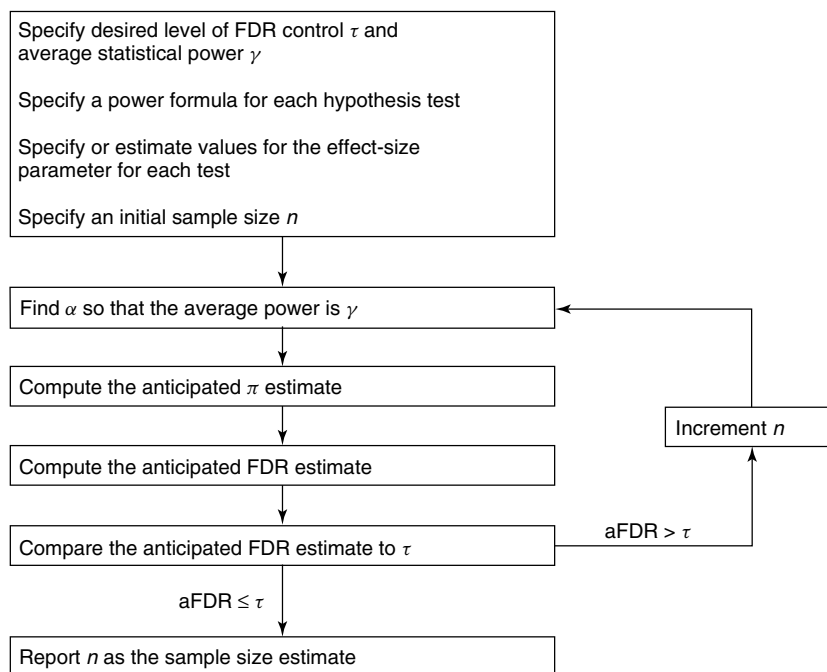 Specify desired level of FDR control τ and
average statistical power γ
Specify a power formula for each hypothesis test
Specify or estimate values for the effect-size
parameter for each test
Specify an initial sample size n
Find α so that the average power is γ
Compute the anticipated π estimate
Increment n
Compute the anticipated FDR estimate
Compare the anticipated FDR estimate to τ
aFDR > τ
aFDR ≤ τ
Report n as the sample size estimate